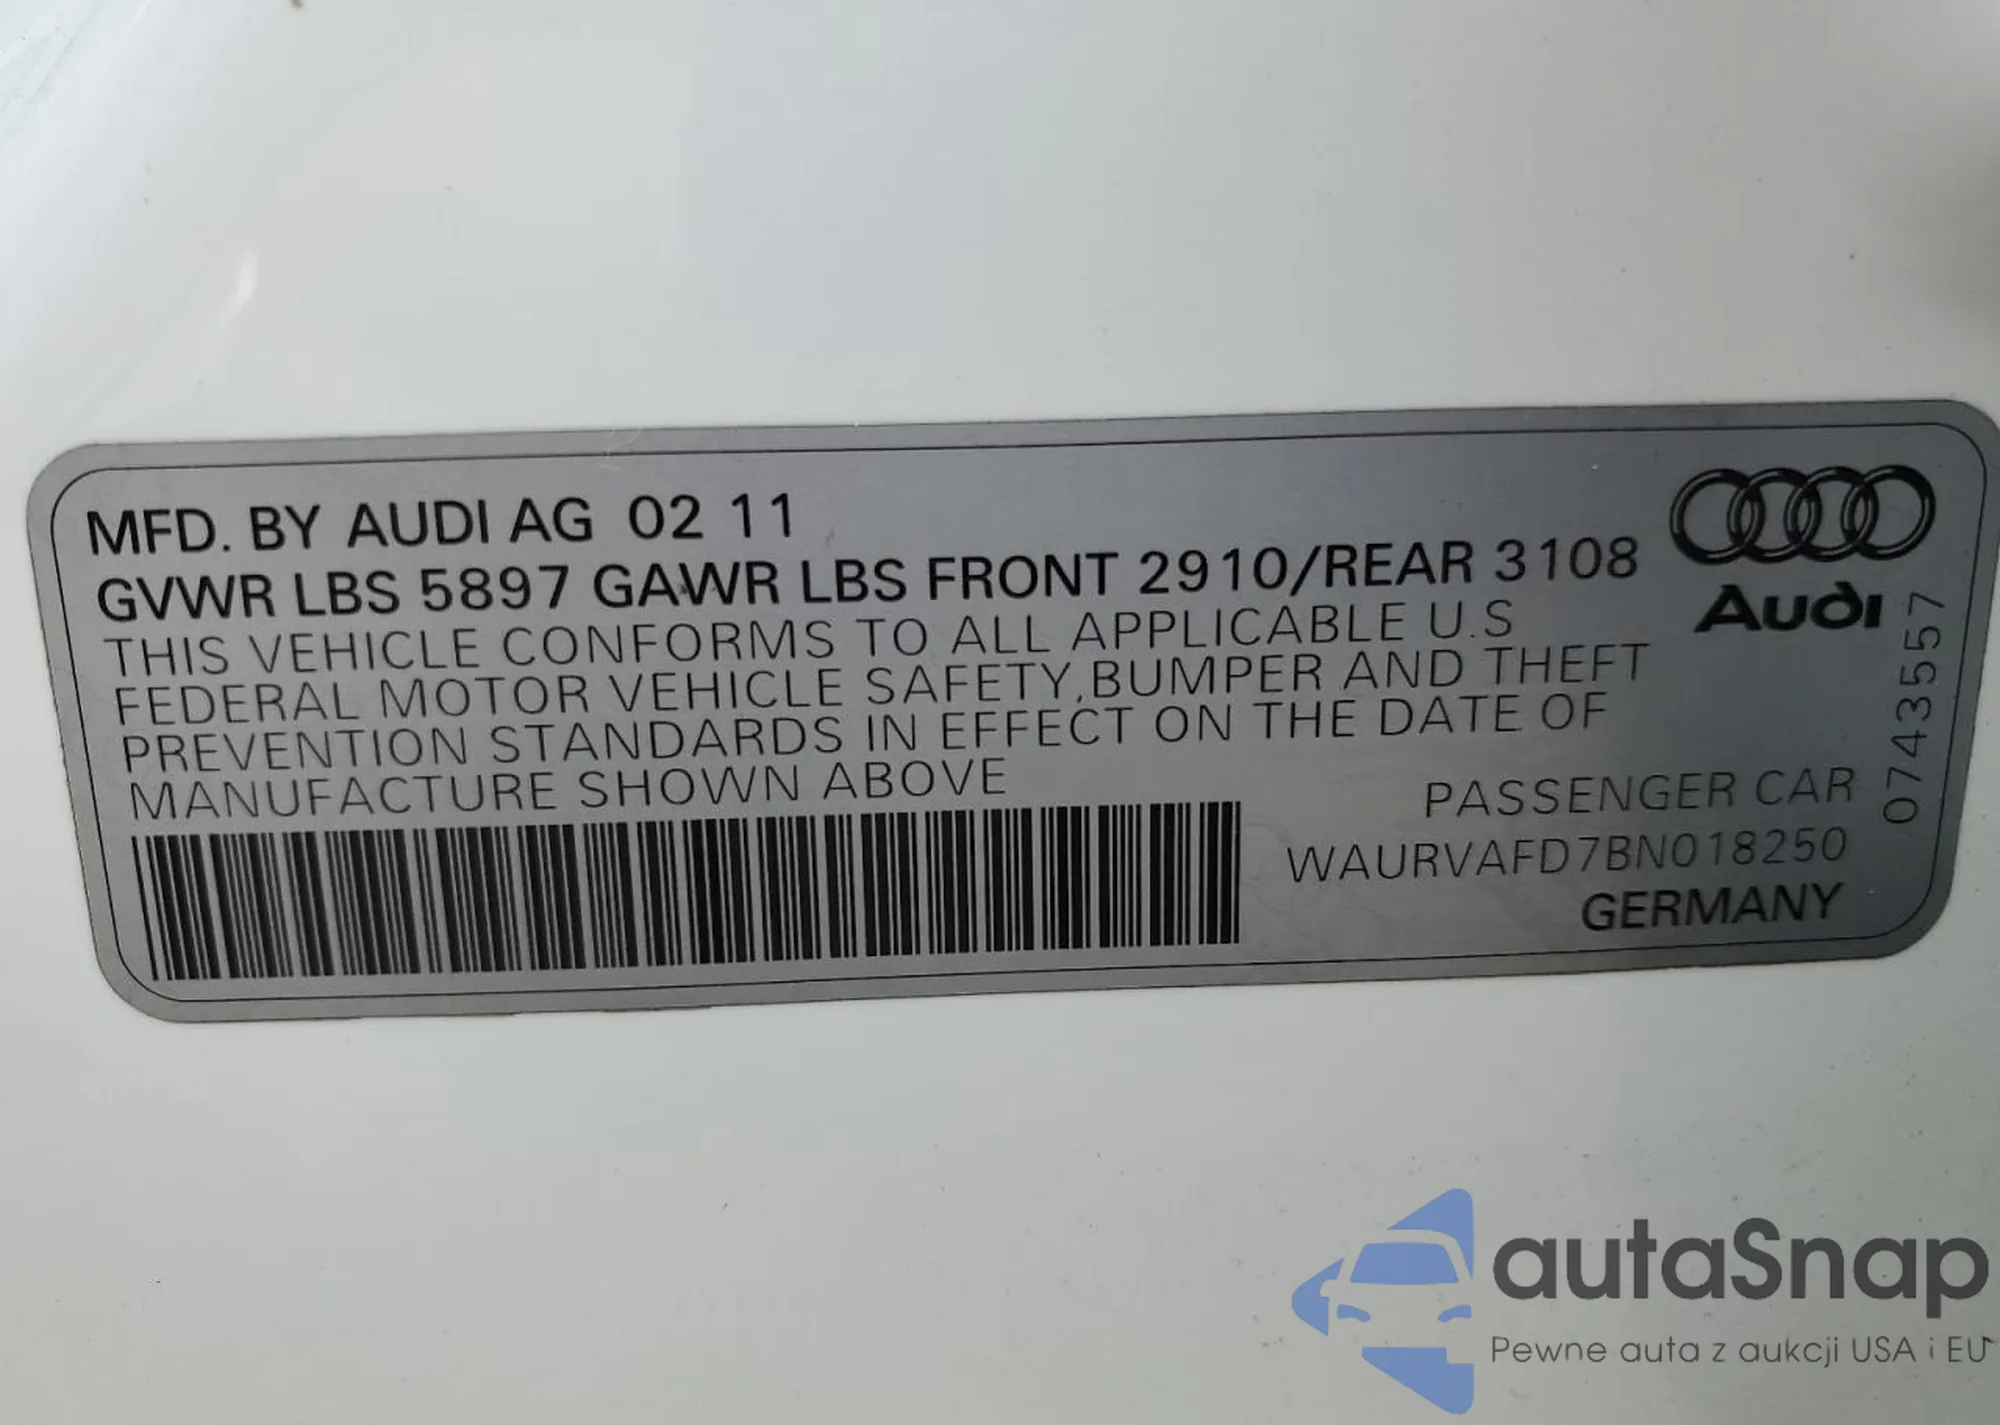 MFD. BY AUDI AG 02 11
GVWR LBS 5897 GAWR LBS FRONT 2910/REAR 3108
THIS VEHICLE CONFORMS TO ALL APPLICABLE U.S
FEDERAL MOTOR VEHICLE SAFETY,BUMPER AND THEFT
PREVENTION STANDARDS IN EFFECT ON THE DATE OF
MANUFACTURE SHOWN ABOVE
Audi
0743557
PASSENGER CAR
WAURVAFD7BN018250
GERMANY
autaSnap
Pewne auta z aukcji USA i EU